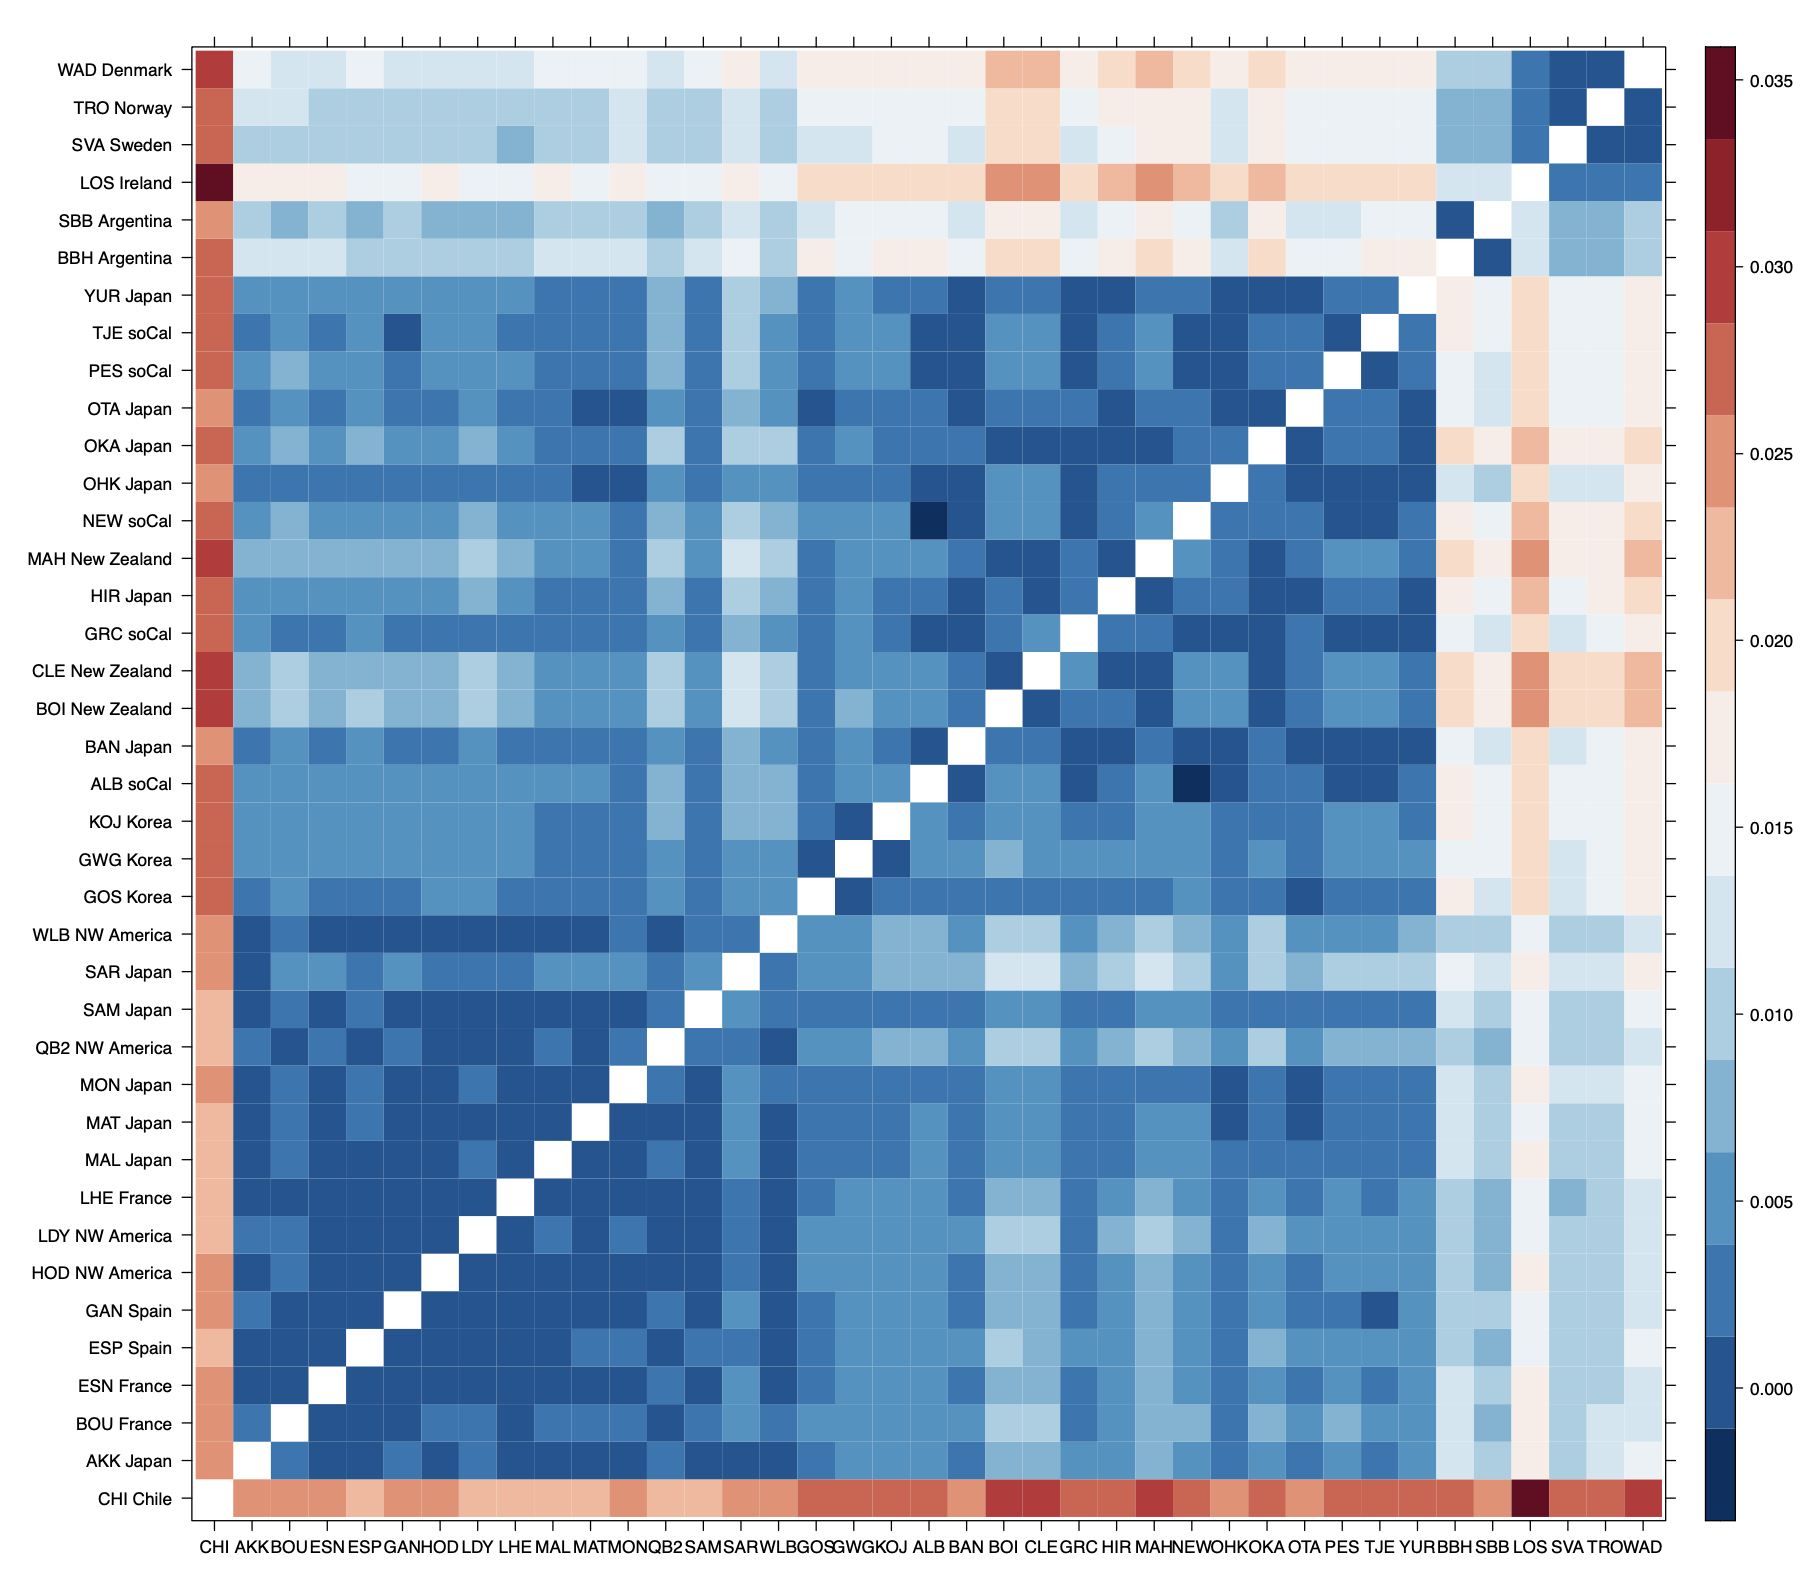 WAD Denmark
TRO Norway
SVA Sweden
LOS Ireland
SBB Argentina
BBH Argentina
YUR Japan
TJE soCal
PES soCal
OTA Japan
OKA Japan
OHK Japan
NEW soCal
MAH New Zealand
HIR Japan
GRC soCal
CLE New Zealand
BOI New Zealand
BAN Japan
ALB soCal
KOJ Korea
GWG Korea
GOS Korea
WLB NW America
SAR Japan
SAM Japan
QB2 NW America
MON Japan
MAT Japan
MAL Japan
LHE France
LDY NW America
HOD NW America
GAN Spain
ESP Spain
ESN France
BOU France
AKK Japan
CHI Chile
CHI AKK BOU ESN ESP GAN HOD LDY LHE MAL MAT MON QB2 SAM SAR WLB GOS GWG KOJ ALB BAN BOI CLE GRC HIR MAH NEW OHK OKA OTA PES TJE YUR BBH SBB LOS SVA TRO WAD
0.035
0.030
0.025
0.020
0.015
0.010
0.005
0.000